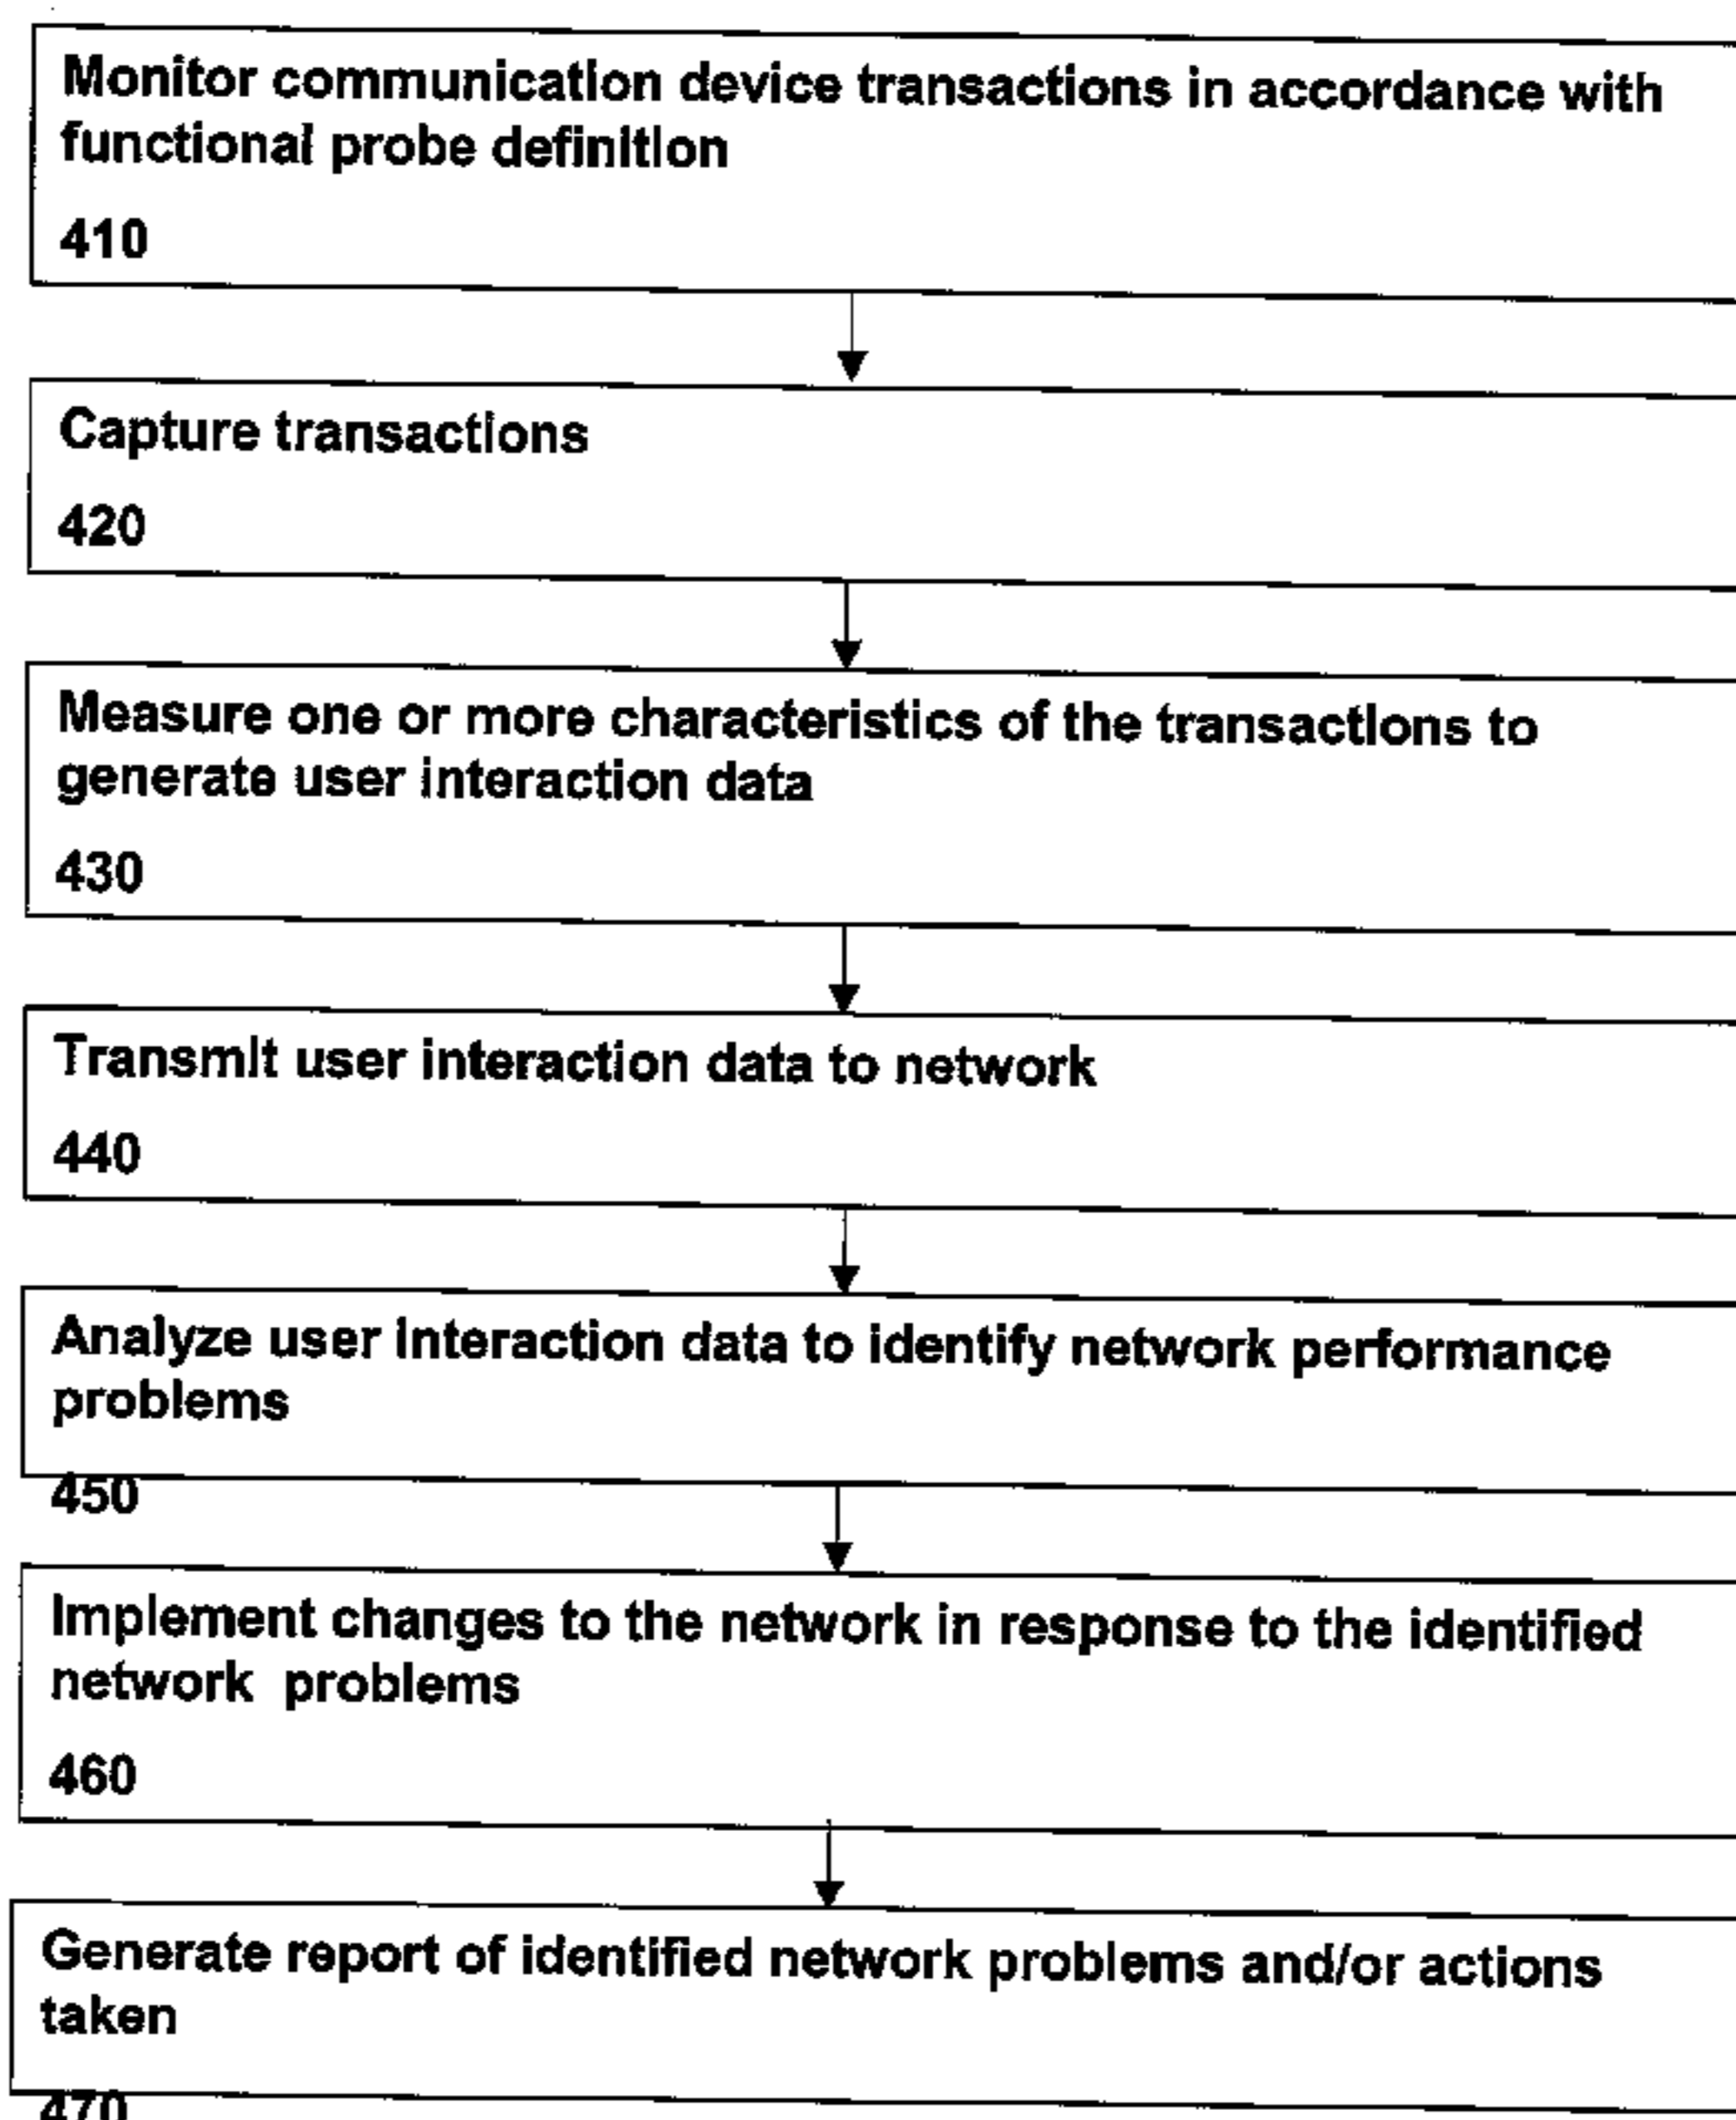 Monitor communication device transactions in accordance with
functional probe definition
410
Capture transactions
420
Measure one or more characteristics of the transactions to
generate user interaction data
430
Transmit user interaction data to network
440
Analyze user interaction data to identify network performance
problems
450
Implement changes to the network in response to the identified
network problems
460
Generate report of identified network problems and/or actions
taken
470